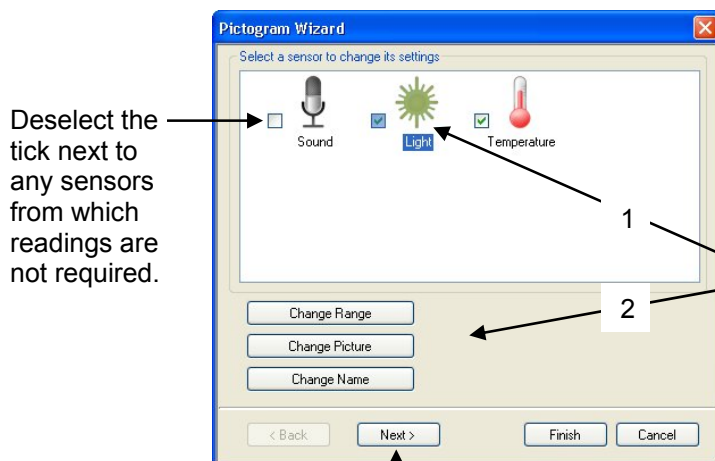 Pictogram Wizard
Select a sensor to change its settings
Deselect the
tick next to
any sensors
from which
readings are
not required.
Sound
Light
Temperature
1
2
Change Range
Change Picture
Change Name
< Back
Next >
Finish
Cancel